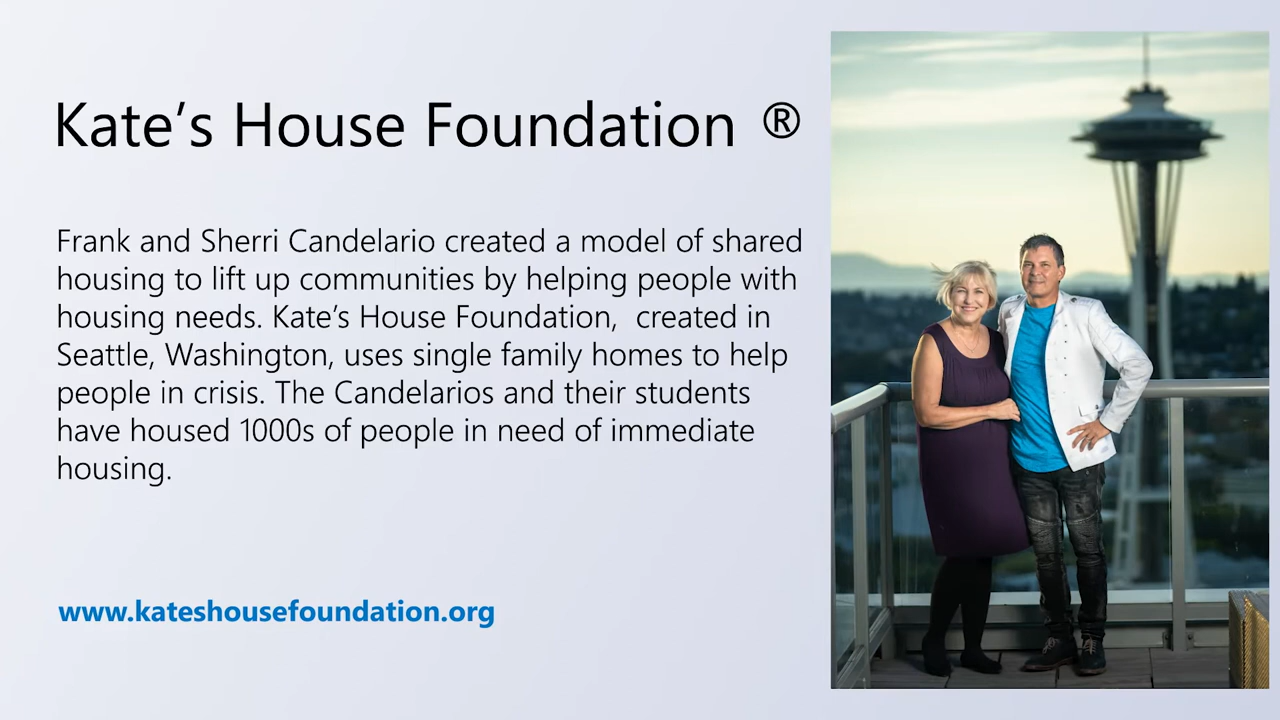 Kate's House Foundation ®
Frank and Sherri Candelario created a model of shared
housing to lift up communities by helping people with
housing needs. Kate's House Foundation,  created in
Seattle, Washington, uses single family homes to help
people in crisis. The Candelarios and their students
have housed 1000s of people in need of immediate
housing.
www.kateshousefoundation.org